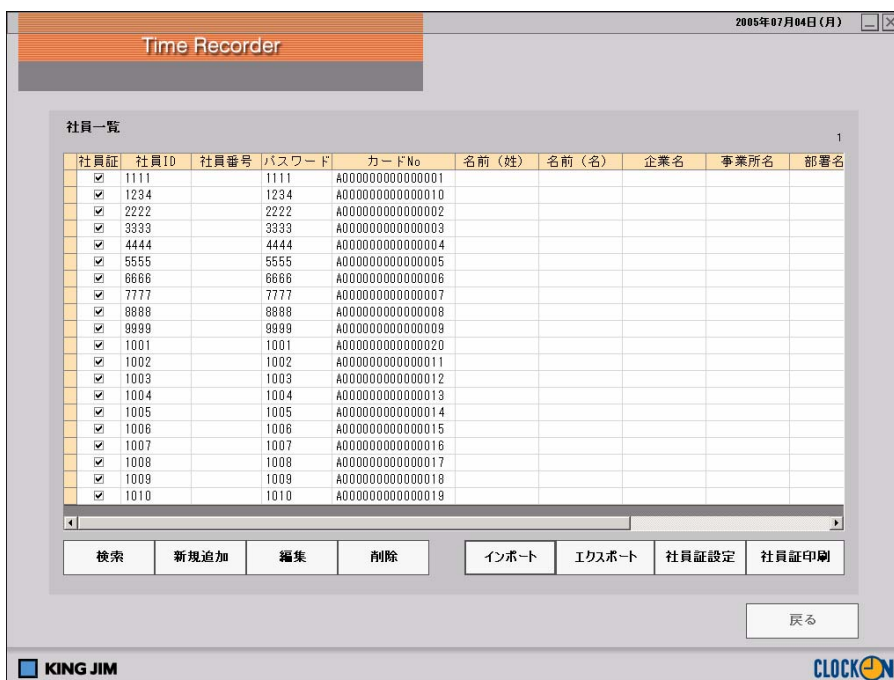 2005年07月04日(月)
Time Recorder
社員一覧
1
社員証 社員ID 社員番号 パスワード カードNo 名前（姓） 名前（名） 企業名 事業所名 部署名
1111 1111 A000000000000001
1234 1234 A000000000000010
2222 2222 A000000000000002
3333 3333 A000000000000003
4444 4444 A000000000000004
5555 5555 A000000000000005
6666 6666 A000000000000006
7777 7777 A000000000000007
8888 8888 A000000000000008
9999 9999 A000000000000009
1001 1001 A000000000000020
1002 1002 A000000000000011
1003 1003 A000000000000012
1004 1004 A000000000000013
1005 1005 A000000000000014
1006 1006 A000000000000015
1007 1007 A000000000000016
1008 1008 A000000000000017
1009 1009 A000000000000018
1010 1010 A000000000000019
検索 新規追加 編集 削除 インポート エクスポート 社員証設定 社員証印刷
戻る
KING JIM
CLOCK ON